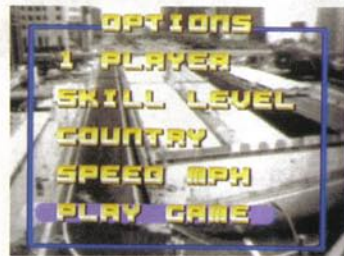 OPTIONS
1 PLAYER
SKILL LEVEL
COUNTRY
SPEED MPH
PLAY GAME